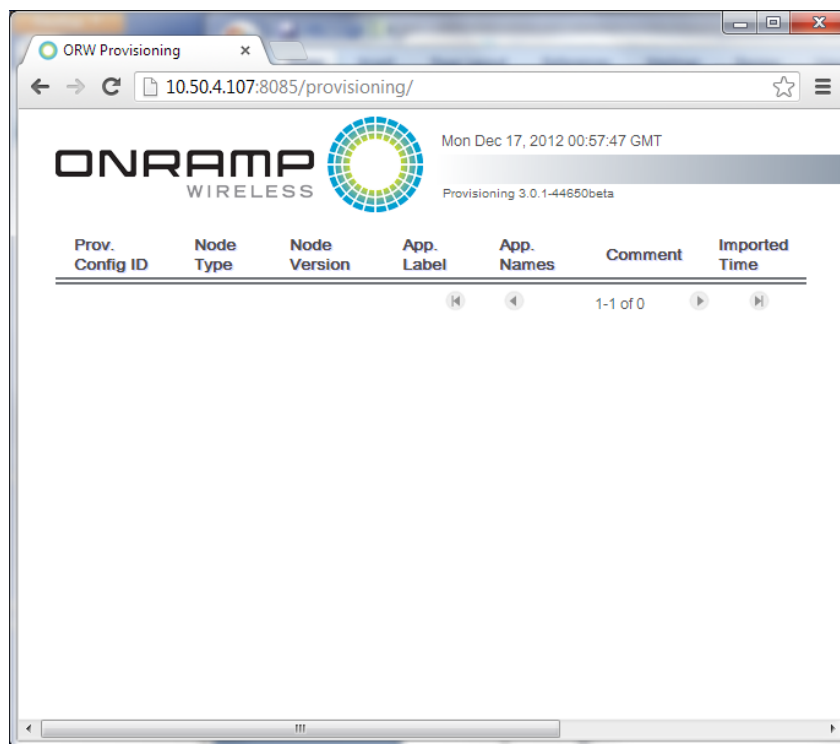 ORW Provisioning
10.50.4.107:8085/provisioning/
ONRAMP
WIRELESS
Mon Dec 17, 2012 00:57:47 GMT
Provisioning 3.0.1-44650beta
Prov. Config ID Node Type Node Version App. Label App. Names Comment Imported Time
1-1 of 0